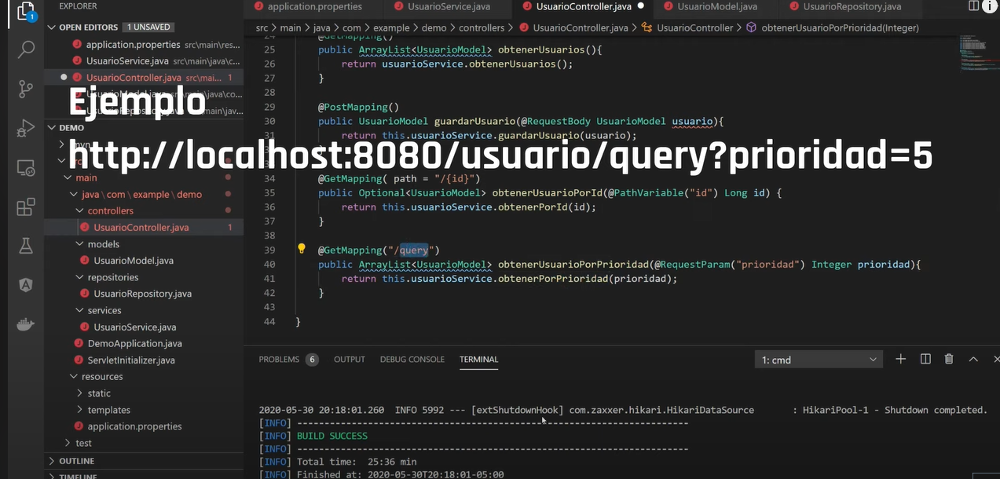 EXPLORER
application.properties
UsuarioService.java
UsuarioController.java
UsuarioModel.java
UsuarioRepository.java
OPEN EDITORS 1 UNSAVED
application.properties src\main\res...
UsuarioService.java src\main\java\c...
UsuarioController.java src\mai... 1
DEMO
main
java \ com \ example \ demo
controllers
UsuarioController.java 1
models
UsuarioModel.java
repositories
UsuarioRepository.java
services
UsuarioService.java
DemoApplication.java
ServletInitializer.java
resources
static
templates
application.properties
test
OUTLINE
TIMELINE
src > main > java > com > example > demo > controllers > UsuarioController.java > UsuarioController > obtenerUsuarioPorPrioridad(Integer)
24 @GetMapping()
25 public ArrayList<UsuarioModel> obtenerUsuarios(){
26 return usuarioService.obtenerUsuarios();
27 }
28
29 @PostMapping()
30 public UsuarioModel guardarUsuario(@RequestBody UsuarioModel usuario){
31 return this.usuarioService.guardarUsuario(usuario);
34 @GetMapping( path = "/{id}")
35 public Optional<UsuarioModel> obtenerUsuarioPorId(@PathVariable("id") Long id) {
36 return this.usuarioService.obtenerPorId(id);
37 }
38
39 @GetMapping("/query")
40 public ArrayList<UsuarioModel> obtenerUsuarioPorPrioridad(@RequestParam("prioridad") Integer prioridad){
41 return this.usuarioService.obtenerPorPrioridad(prioridad);
42 }
43
44 }
Ejemplo
http://localhost:8080/usuario/query?prioridad=5
PROBLEMS 6 OUTPUT DEBUG CONSOLE TERMINAL 1: cmd
2020-05-30 20:18:01.260 INFO 5992 --- [extShutdownHook] com.zaxxer.hikari.HikariDataSource : HikariPool-1 - Shutdown completed.
[INFO] ------------------------------------------------------------------------
[INFO] BUILD SUCCESS
[INFO] ------------------------------------------------------------------------
[INFO] Total time: 25:36 min
[INFO] Finished at: 2020-05-30T20:18:01-05:00